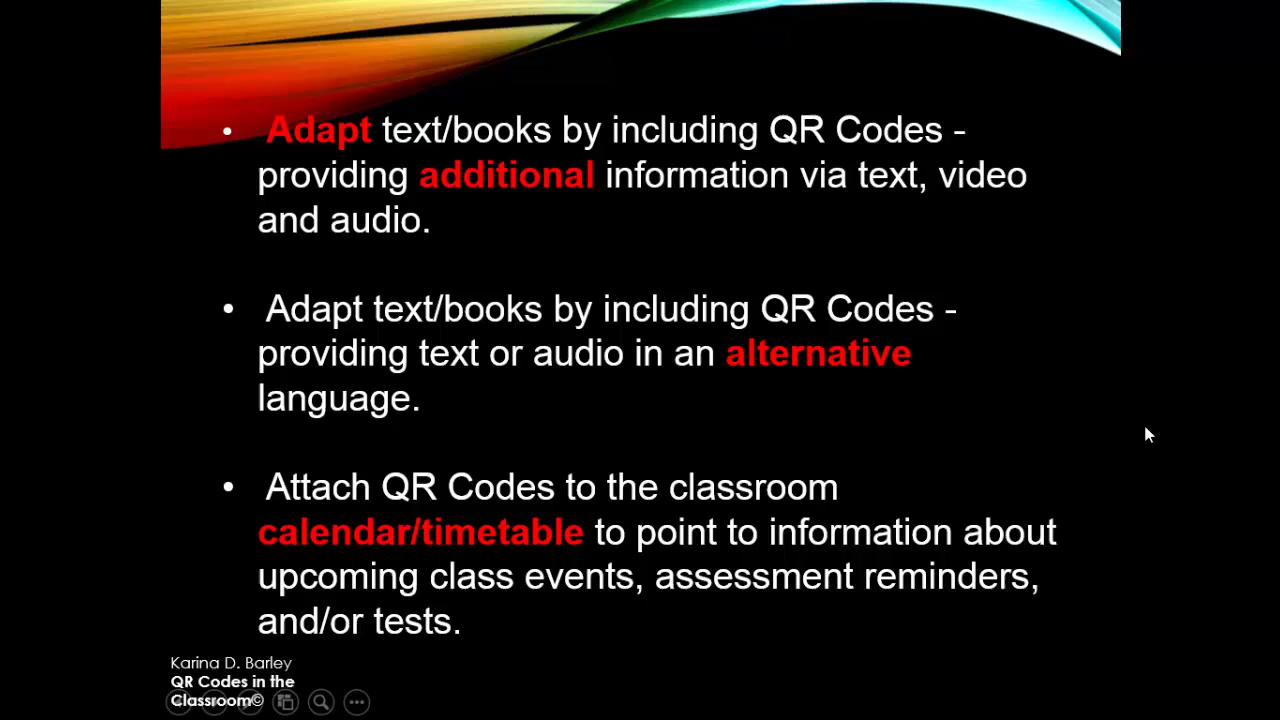 • Adapt text/books by including QR Codes -
providing additional information via text, video
and audio.
• Adapt text/books by including QR Codes -
providing text or audio in an alternative
language.
• Attach QR Codes to the classroom
calendar/timetable to point to information about
upcoming class events, assessment reminders,
and/or tests.
Karina D. Barley
QR Codes in the
Classroom©